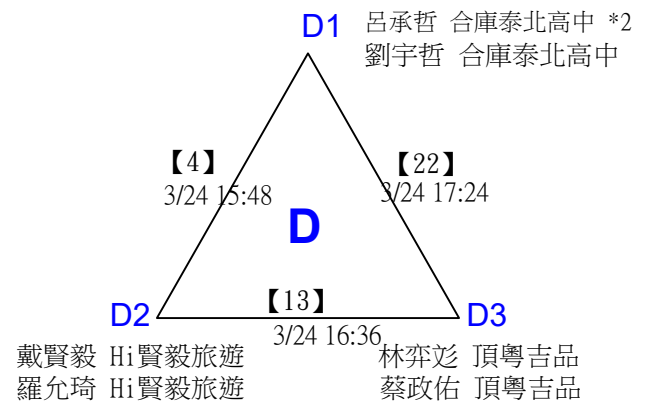 D1 呂承哲 合庫泰北高中 *2
劉宇哲 合庫泰北高中
【4】 【22】
3/24 15:48 3/24 17:24
D
D2 【13】 D3
3/24 16:36
戴賢毅 Hi賢毅旅遊 林弈彣 頂粵吉品
羅允琦 Hi賢毅旅遊 蔡政佑 頂粵吉品